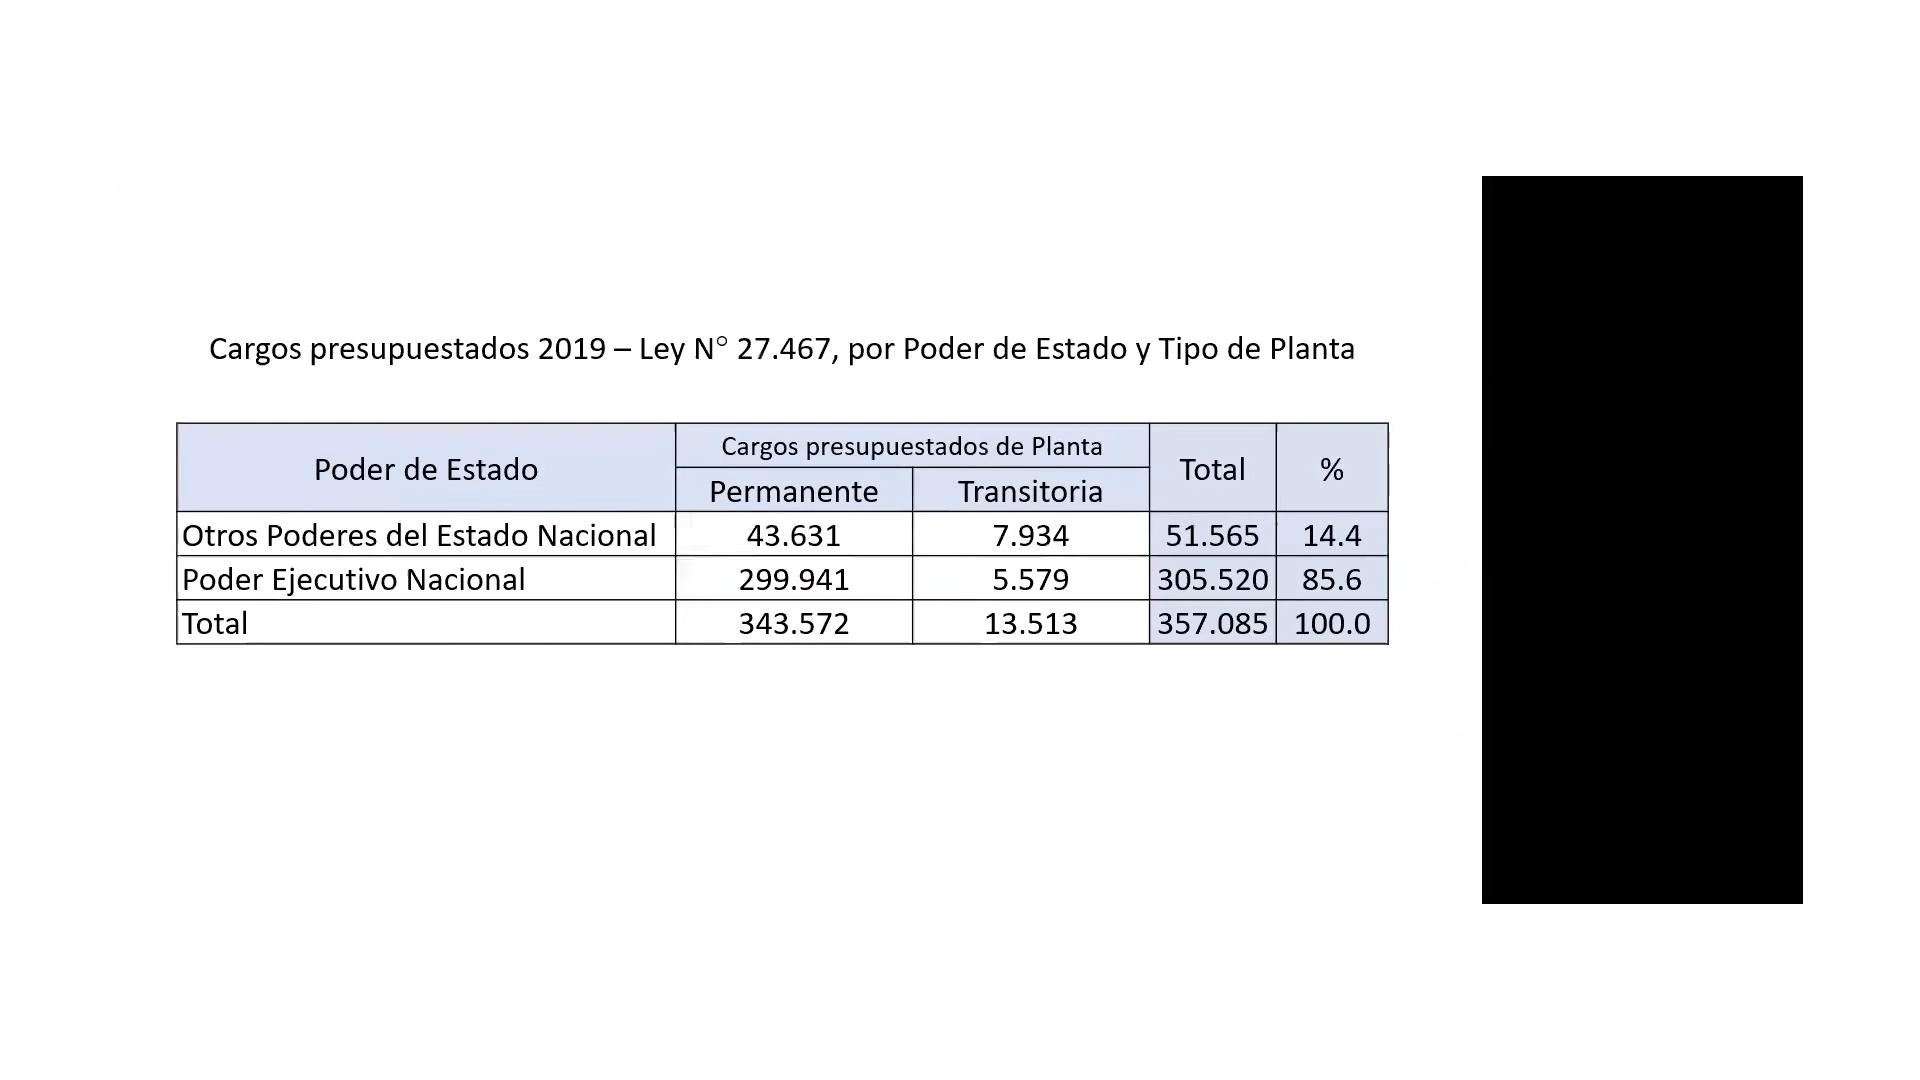 Cargos presupuestados 2019 – Ley N° 27.467, por Poder de Estado y Tipo de Planta
Poder de Estado Cargos presupuestados de Planta Total %
Permanente Transitoria
Otros Poderes del Estado Nacional 43.631 7.934 51.565 14.4
Poder Ejecutivo Nacional 299.941 5.579 305.520 85.6
Total 343.572 13.513 357.085 100.0